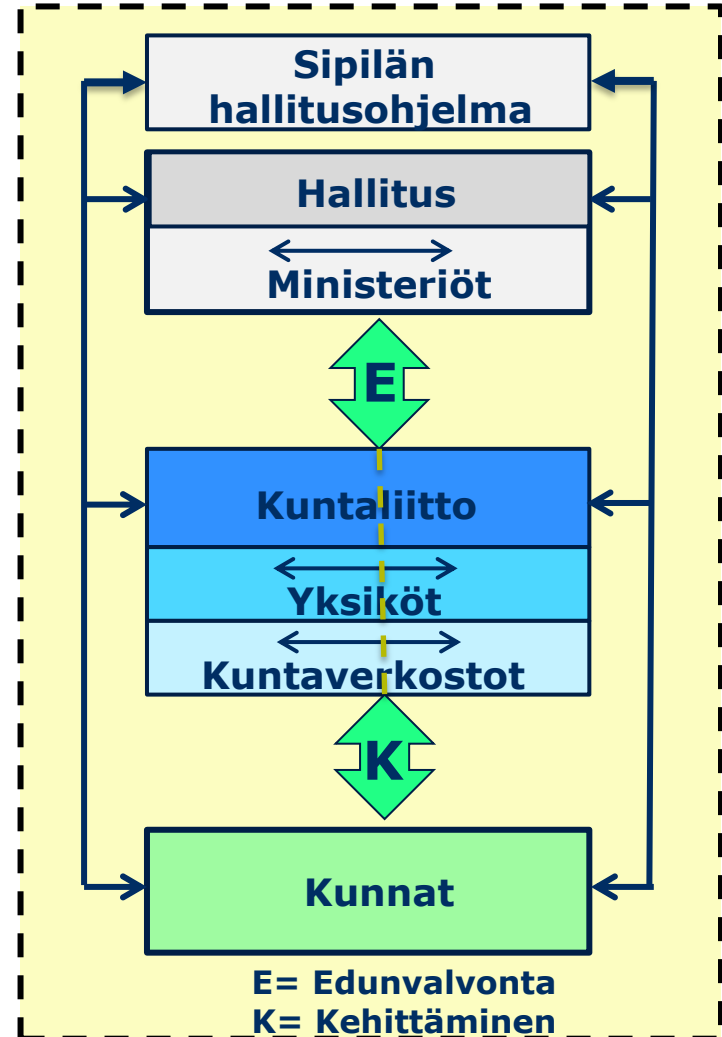 Sipilän
hallitusohjelma
Hallitus
Ministeriöt
E
Kuntaliitto
Yksiköt
Kuntaverkostot
K
Kunnat
E= Edunvalvonta
K= Kehittäminen